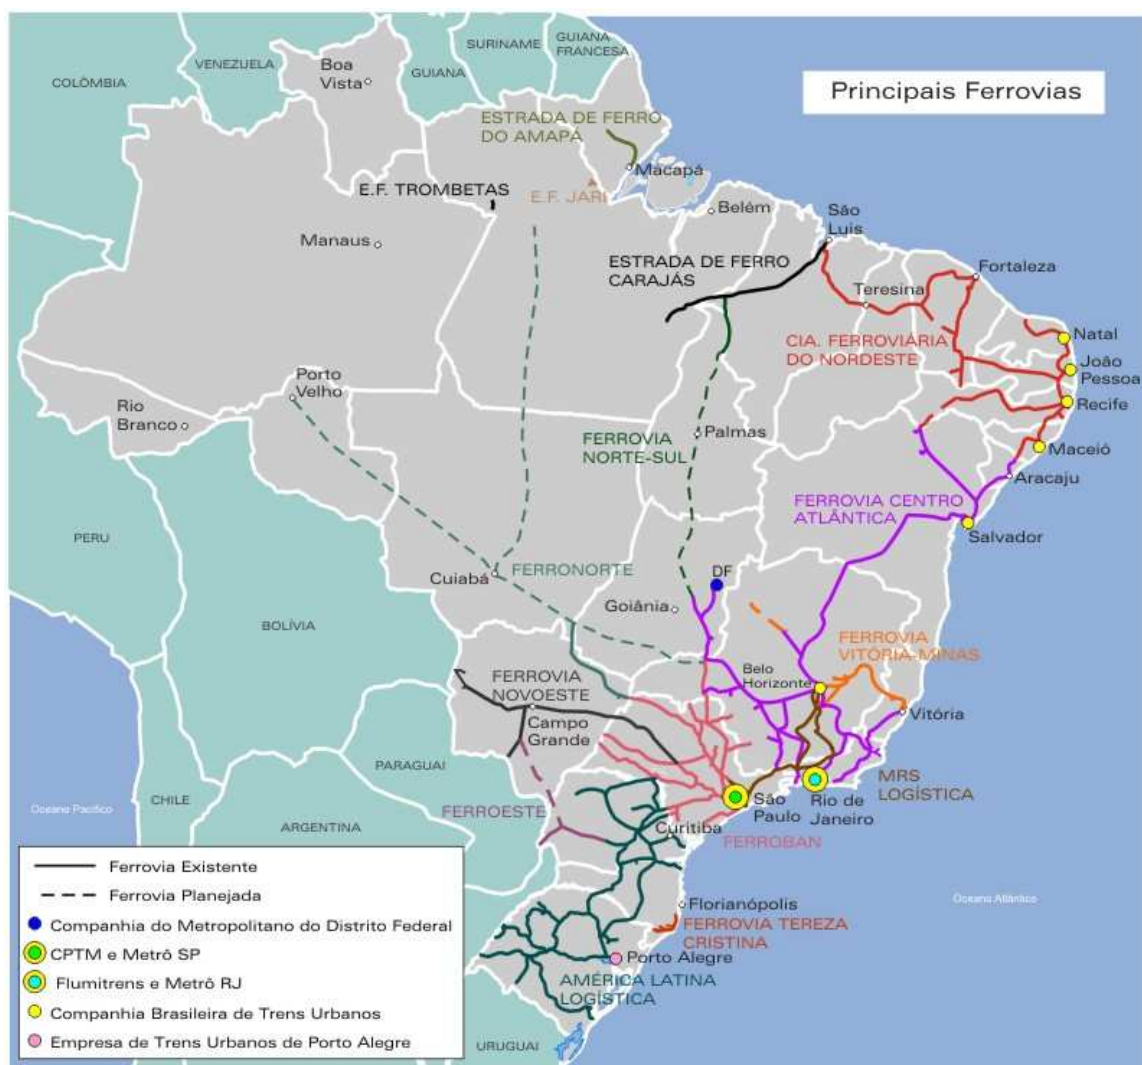 Principais Ferrovias
COLÔMBIA
VENEZUELA
GUIANA
SURINAME
GUIANA
FRANCESA
Boa
Vista
ESTRADA DE FERRO
DO AMAPÁ
Macapá
E.F. TROMBETAS
E.F. JARI
Belém
São
Luis
Manaus
ESTRADA DE FERRO
CARAJÁS
Teresina
Fortaleza
CIA. FERROVIÁRIA
DO NORDESTE
Natal
João
Pessoa
Recife
Maceió
Aracaju
Porto
Velho
Rio
Branco
FERROVIA
NORTE-SUL
Palmas
FERROVIA CENTRO
ATLÂNTICA
Salvador
PERU
Cuiabá
FERRONORTE
DF
Goiânia
BOLÍVIA
FERROVIA
VITÓRIA-MINAS
Belo
Horizonte
Vitória
FERROVIA
NOVOESTE
Campo
Grande
PARAGUAI
CHILE
ARGENTINA
Oceano Pacífico
FERROESTE
São
Paulo
Rio de
Janeiro
MRS
LOGÍSTICA
Curitiba
FERROBAN
Oceano Atlântico
Florianópolis
FERROVIA TEREZA
CRISTINA
Porto Alegre
AMÉRICA LATINA
LOGÍSTICA
URUGUAI
Ferrovia Existente
Ferrovia Planejada
Companhia do Metropolitano do Distrito Federal
CPTM e Metrô SP
Flumitrens e Metrô RJ
Companhia Brasileira de Trens Urbanos
Empresa de Trens Urbanos de Porto Alegre